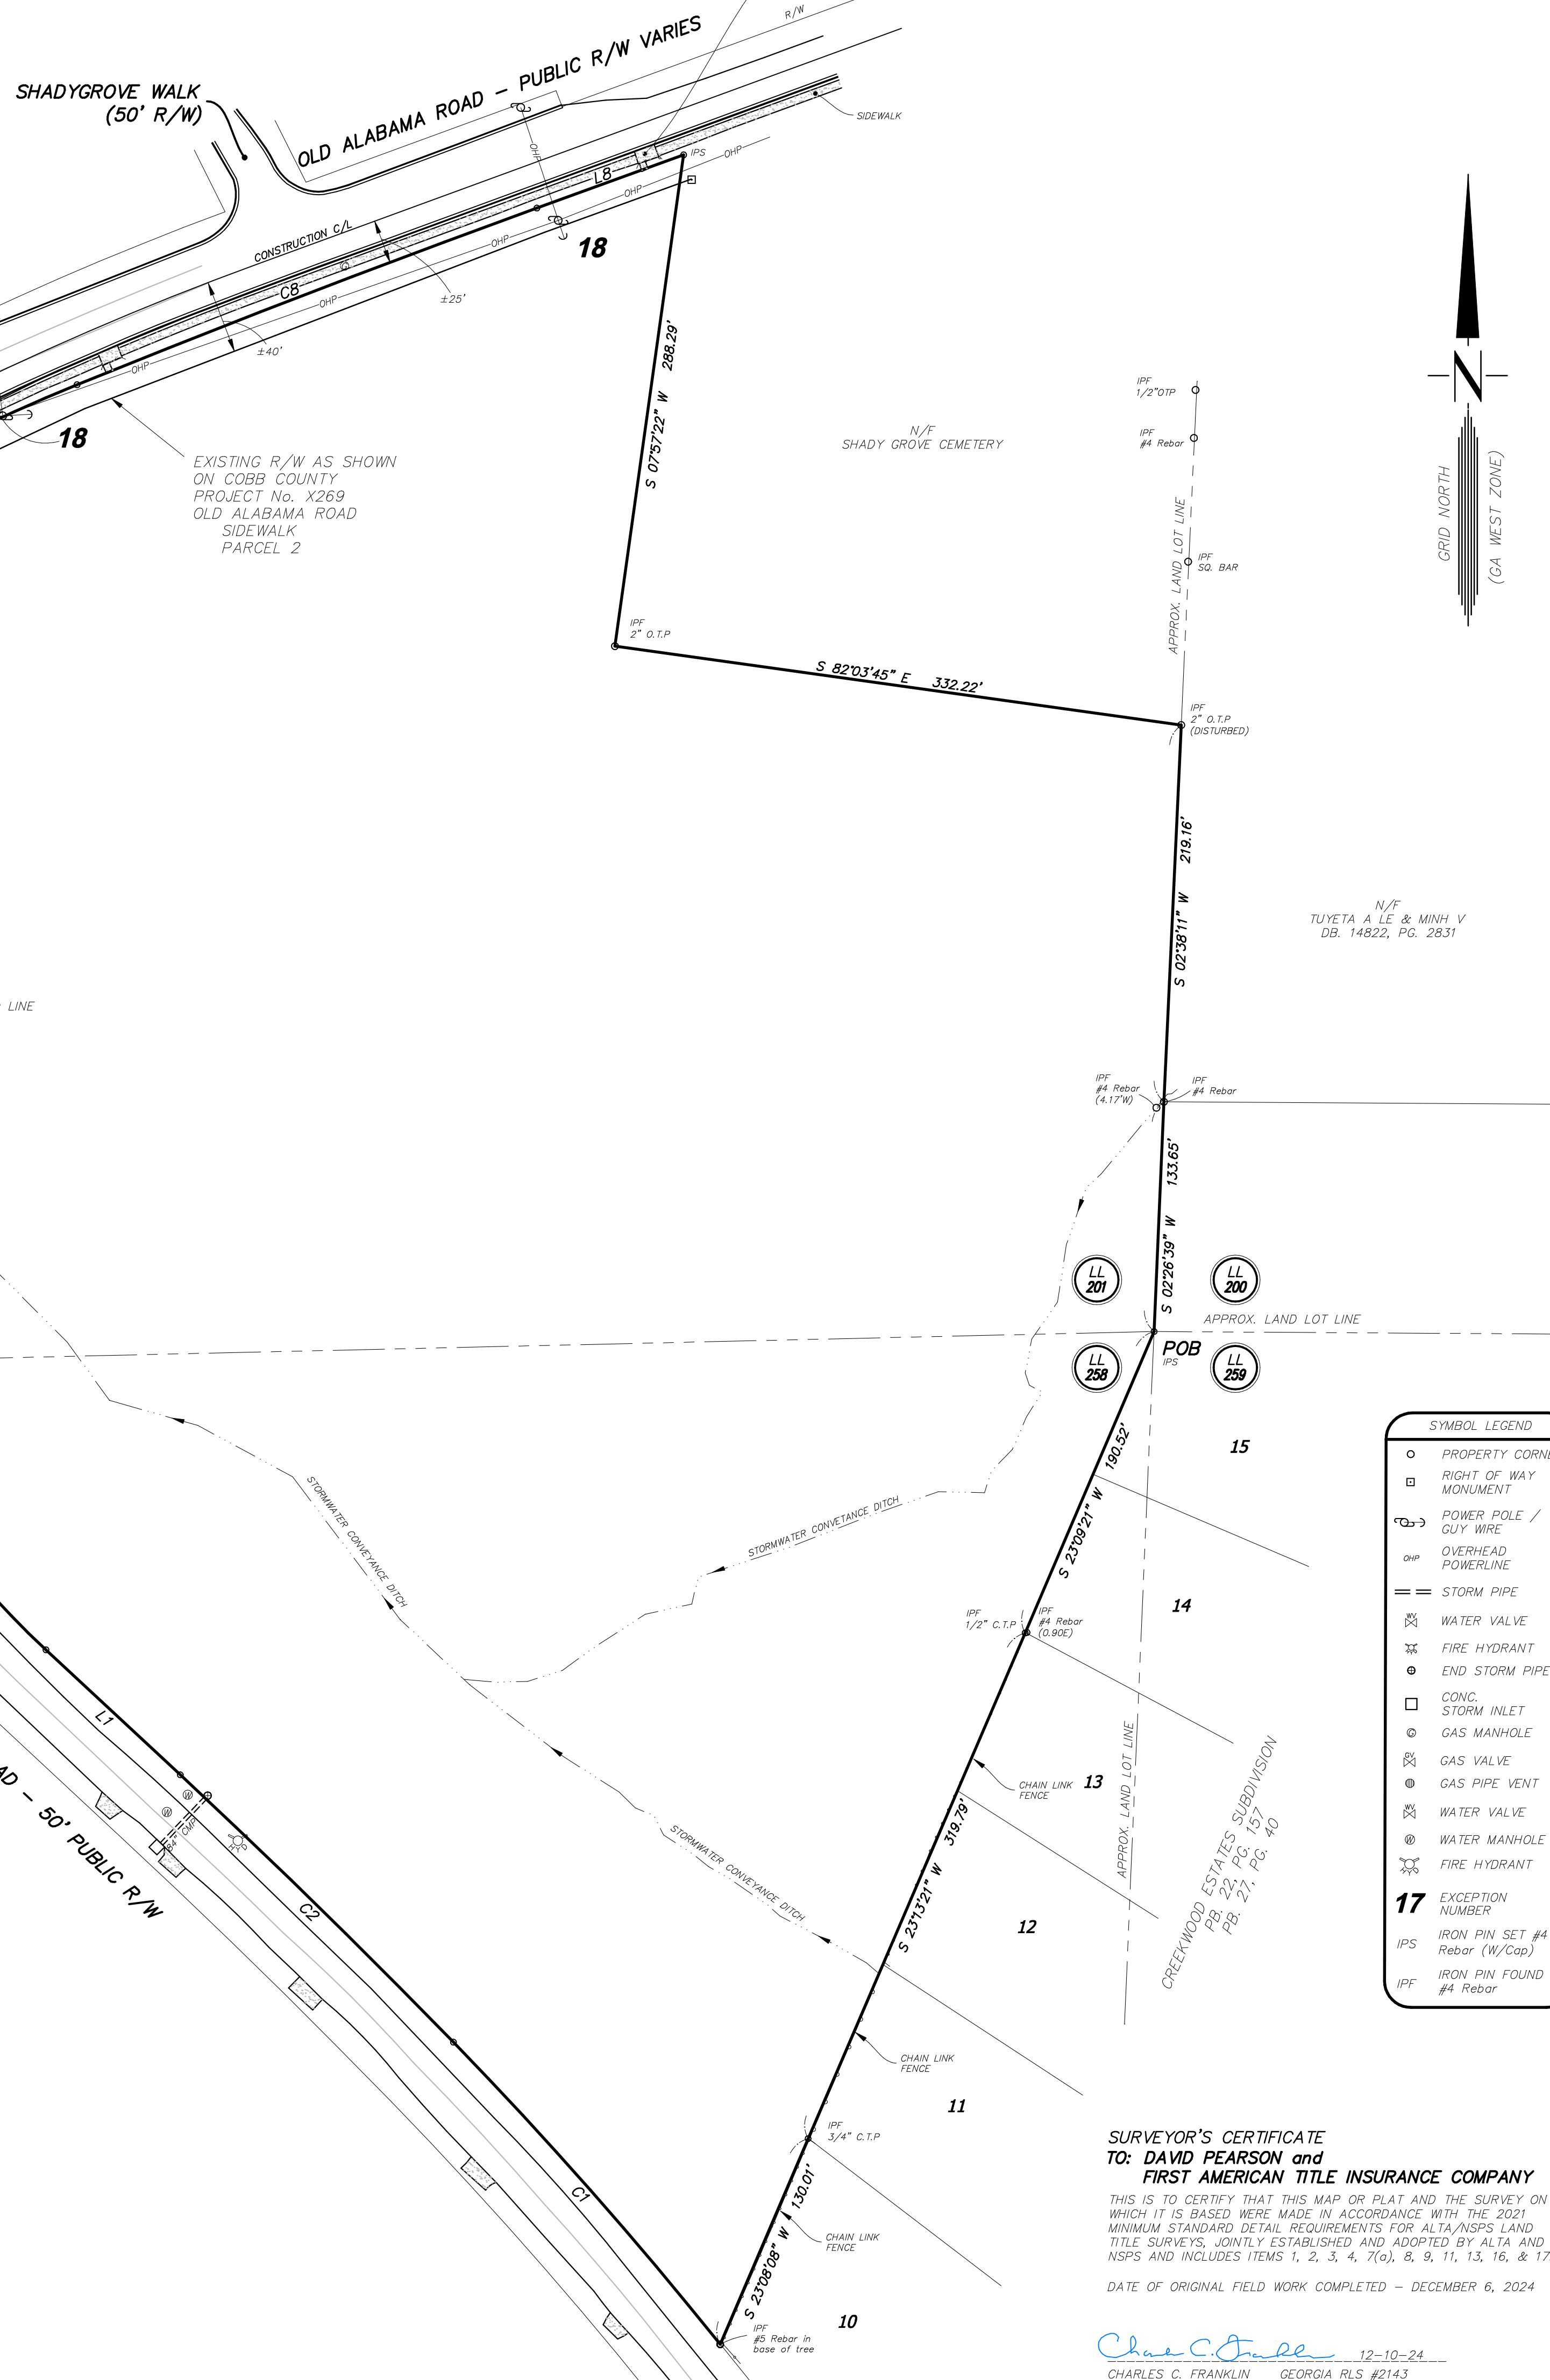 R/W
OLD ALABAMA ROAD - PUBLIC R/W VARIES
SHADYGROVE WALK
(50' R/W)
SIDEWALK
IPS
OHP
OHP
L8
OHP
18
OHP
CONSTRUCTION C/L
G
C8
OHP
±25'
±40'
OHP
18
EXISTING R/W AS SHOWN
ON COBB COUNTY
PROJECT No. X269
OLD ALABAMA ROAD
SIDEWALK
PARCEL 2
S 07°57'22" W 288.29'
N/F
SHADY GROVE CEMETERY
IPF
1/2"OTP
IPF
#4 Rebar
APPROX. LAND LOT LINE
IPF
SQ. BAR
N
GRID NORTH
(GA WEST ZONE)
IPF
2" O.T.P
S 82°03'45" E 332.22'
IPF
2" O.T.P
(DISTURBED)
S 02°38'11" W 219.16'
N/F
TUYETA A LE & MINH V
DB. 14822, PG. 2831
LINE
IPF
#4 Rebar
(4.17'W)
IPF
#4 Rebar
S 02°26'39" W 133.65'
LL
201
LL
200
APPROX. LAND LOT LINE
POB
IPS
LL
258
LL
259
S 23°09'21" W 190.52'
15
14
STORMWATER CONVEYANCE DITCH
STORMWATER CONVETANCE DITCH
IPF
1/2" C.T.P
IPF
#4 Rebar
(0.90E)
SYMBOL LEGEND
PROPERTY CORNE
RIGHT OF WAY
MONUMENT
POWER POLE /
GUY WIRE
OHP
OVERHEAD
POWERLINE
STORM PIPE
WV
WATER VALVE
FIRE HYDRANT
END STORM PIPE
CONC.
STORM INLET
G
GAS MANHOLE
GV
GAS VALVE
GAS PIPE VENT
WV
WATER VALVE
W
WATER MANHOLE
FIRE HYDRANT
17
EXCEPTION
NUMBER
IPS
IRON PIN SET #4
Rebar (W/Cap)
IPF
IRON PIN FOUND
#4 Rebar
L1
W
W
84" CMP
AD - 50' PUBLIC R/W
C2
C1
CHAIN LINK
FENCE
13
APPROX. LAND LOT LINE
CREEKWOOD ESTATES SUBDIVISION
PB. 22, PG. 157
PB. 27, PG. 40
S 23°13'21" W 319.79'
STORMWATER CONVEYANCE DITCH
12
CHAIN LINK
FENCE
11
IPF
3/4" C.T.P
S 23°08'08" W 130.01'
CHAIN LINK
FENCE
10
IPF
#5 Rebar in
base of tree
SURVEYOR'S CERTIFICATE
TO: DAVID PEARSON and
FIRST AMERICAN TITLE INSURANCE COMPANY
THIS IS TO CERTIFY THAT THIS MAP OR PLAT AND THE SURVEY ON
WHICH IT IS BASED WERE MADE IN ACCORDANCE WITH THE 2021
MINIMUM STANDARD DETAIL REQUIREMENTS FOR ALTA/NSPS LAND
TITLE SURVEYS, JOINTLY ESTABLISHED AND ADOPTED BY ALTA AND
NSPS AND INCLUDES ITEMS 1, 2, 3, 4, 7(a), 8, 9, 11, 13, 16, & 17
DATE OF ORIGINAL FIELD WORK COMPLETED - DECEMBER 6, 2024
Charles C. Franklin 12-10-24
CHARLES C. FRANKLIN GEORGIA RLS #2143